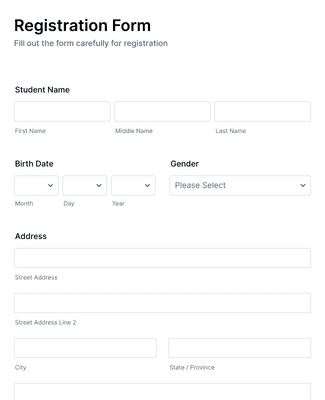 Registration Form
Fill out the form carefully for registration
Student Name
First Name Middle Name Last Name
Birth Date Gender
Please Select
Month Day Year
Address
Street Address
Street Address Line 2
City State / Province